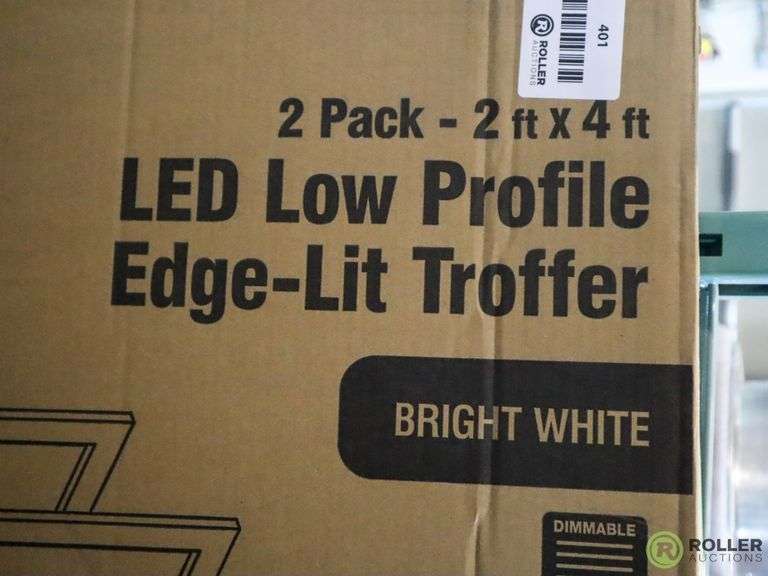 401
ROLLER
AUCTIONS
2 Pack - 2 ft X 4 ft
LED Low Profile
Edge-Lit Troffer
BRIGHT WHITE
DIMMABLE
R ROLLER
AUCTIONS